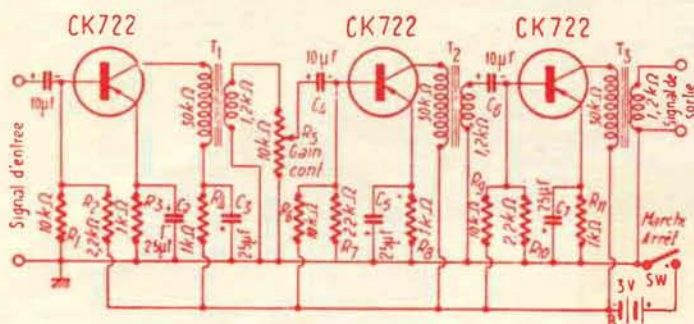 CK722
CK722
CK722
T1
T2
T3
10µf
10µf
10µf
C4
C6
30kΩ
1,2kΩ
10kΩ
Gain
cont
30kΩ
1,2kΩ
30kΩ
1,2kΩ
Signal de
sortie
Signal d'entrée
10kΩ
R1
R2
2,2kΩ
R3
1kΩ
C2
25µf
1kΩ
C3
25µf
R6
10K
R7
22kΩ
C5
25µf
R8
1kΩ
R9
10kΩ
2.2kΩ
R10
C7
25µf
R11
1kΩ
Marche
Arrêt
SW
3V
B